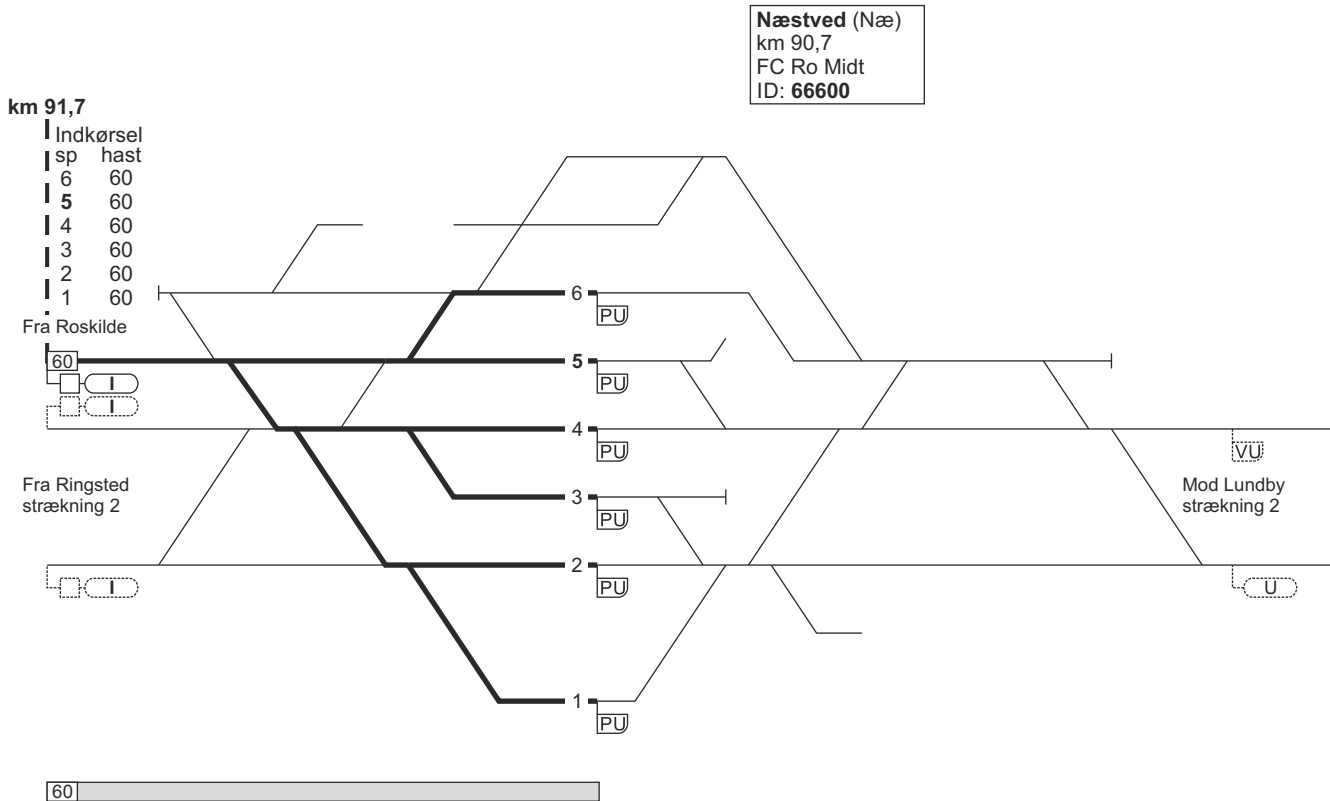 Næstved (Næ)
km 90,7
FC Ro Midt
ID: 66600
km 91,7
Indkørsel
sp hast
6 60
5 60
4 60
3 60
2 60
1 60
Fra Roskilde
60
I
I
Fra Ringsted
strækning 2
I
6
PU
5
PU
4
PU
3
PU
2
PU
1
PU
VU
Mod Lundby
strækning 2
U
60